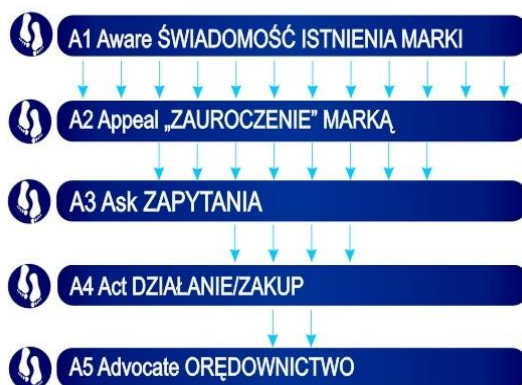 A1 Aware ŚWIADOMOŚĆ ISTNIENIA MARKI
A2 Appeal „ZAUROCZENIE” MARKĄ
A3 Ask ZAPYTANIA
A4 Act DZIAŁANIE/ZAKUP
A5 Advocate ORĘDOWNICTWO